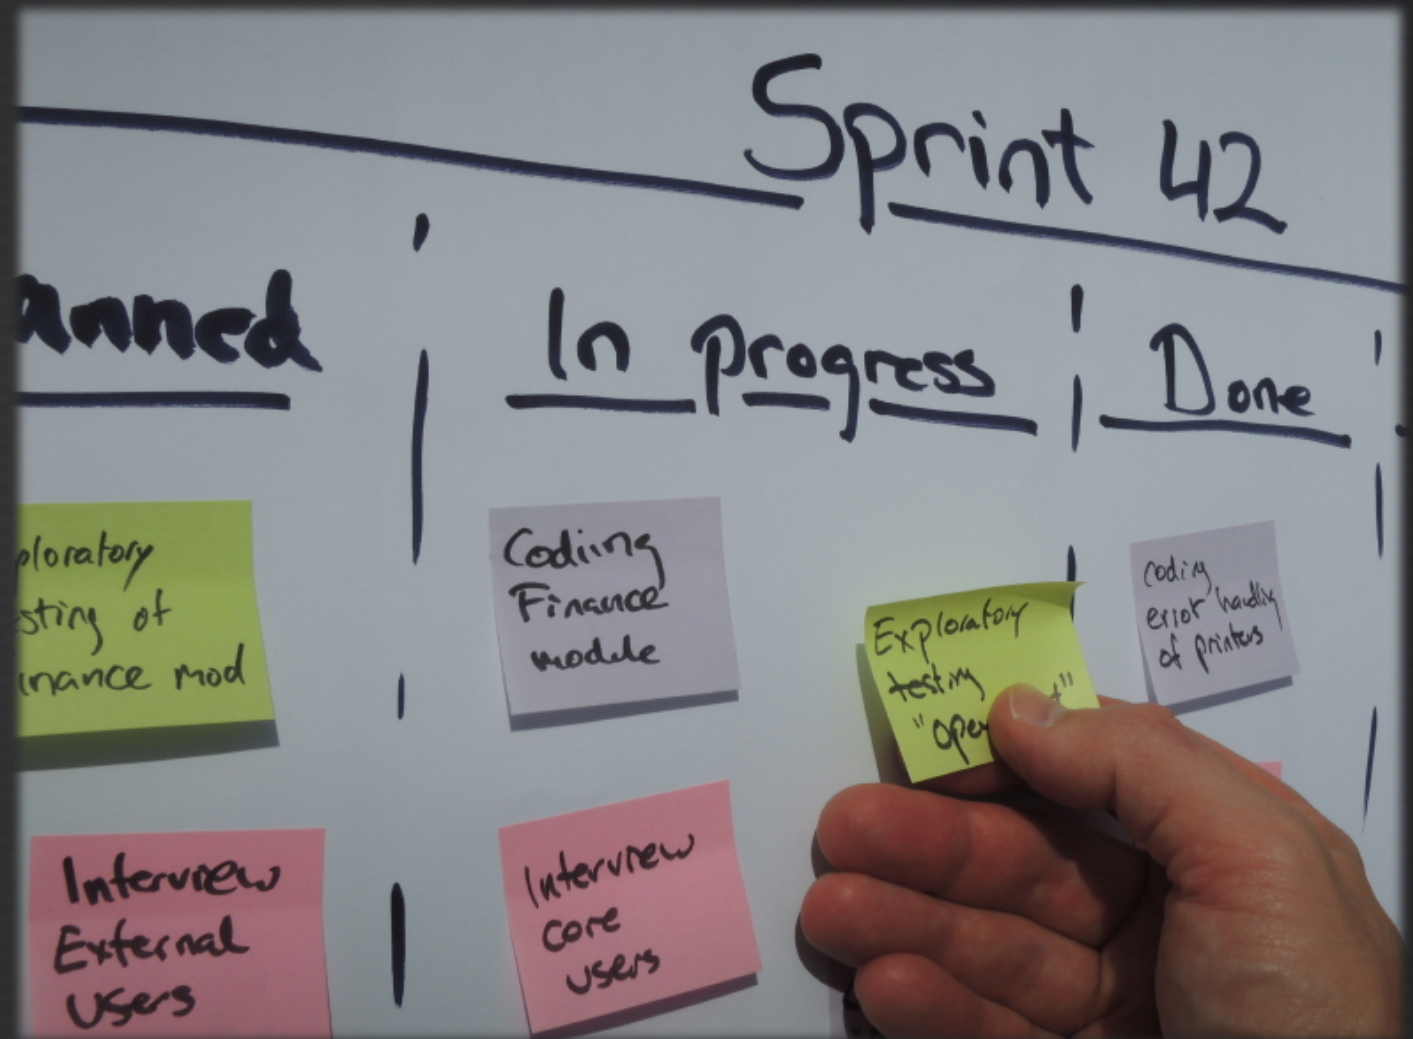 Sprint 42
anned
In progress
Done
ploratory
sting of
inance mod
Interview
External
users
Codiing
Finance
module
Interview
core
users
Exploratory
testing
Coding
error handling
of printers